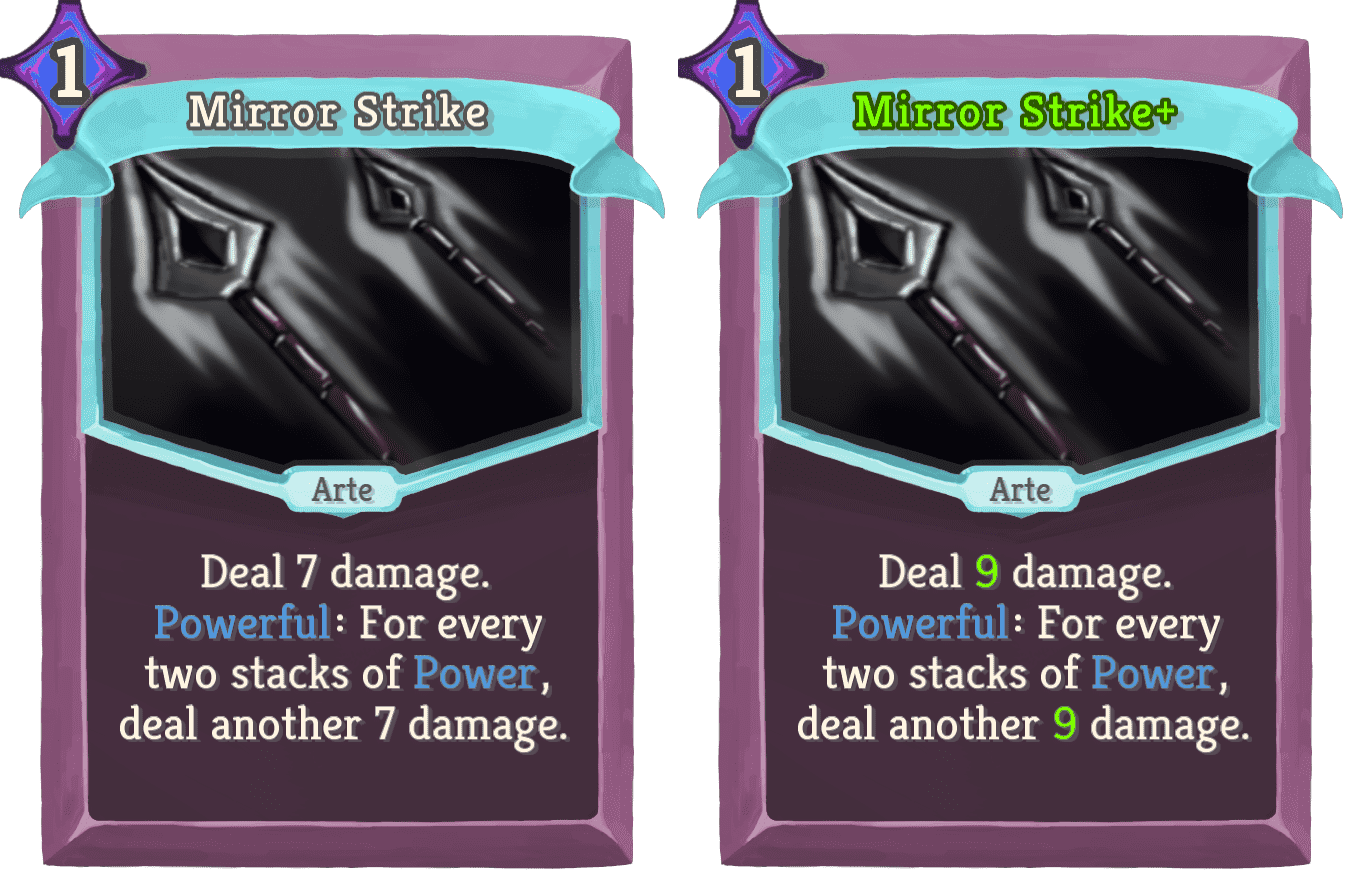 1
Mirror Strike
Arte
Deal 7 damage.
Powerful: For every
two stacks of Power,
deal another 7 damage.
1
Mirror Strike+
Arte
Deal 9 damage.
Powerful: For every
two stacks of Power,
deal another 9 damage.